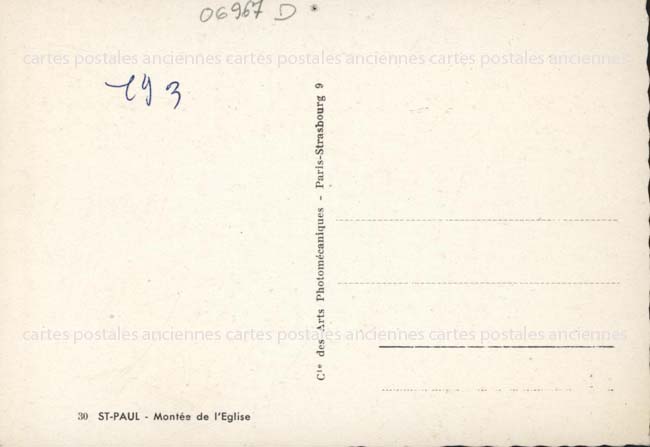 06967 D
cartes postales anciennes cartes postales anciennes cartes postales anciennes
193
Cie des Arts Photomécaniques - Paris-Strasbourg 9
cartes postales anciennes cartes postales anciennes cartes postales anciennes
30 ST-PAUL - Montée de l'Eglise